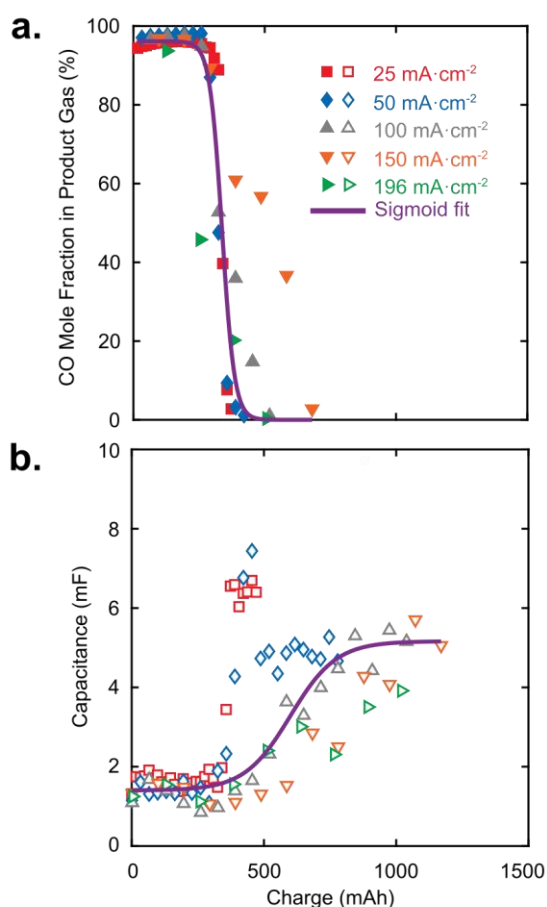 a.
CO Mole Fraction in Product Gas (%)
100
80
60
40
20
0
25 mA·cm⁻²
50 mA·cm⁻²
100 mA·cm⁻²
150 mA·cm⁻²
196 mA·cm⁻²
Sigmoid fit
b.
Capacitance (mF)
10
8
6
4
2
0
0
500
1000
1500
Charge (mAh)